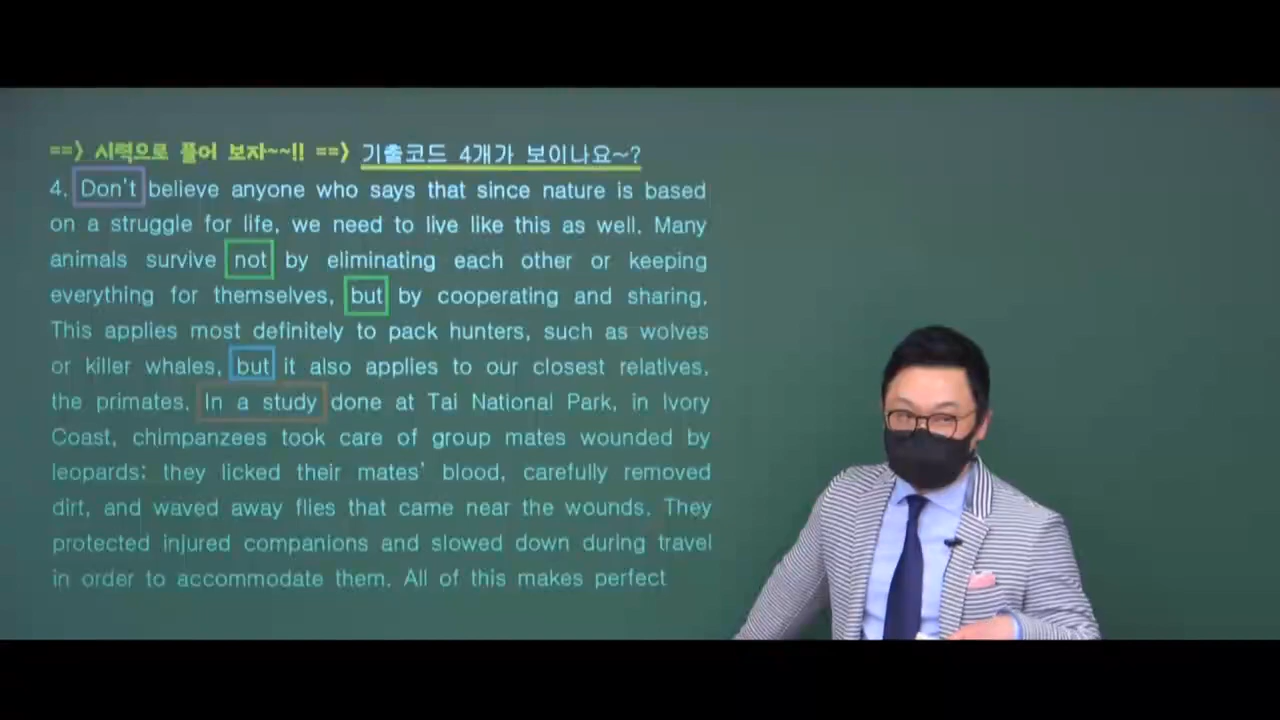 ==> 시력으로 풀어 보자~~!! ==> 기출코드 4개가 보이나요~?
4. Don't believe anyone who says that since nature is based
on a struggle for life, we need to live like this as well. Many
animals survive not by eliminating each other or keeping
everything for themselves, but by cooperating and sharing.
This applies most definitely to pack hunters, such as wolves
or killer whales, but it also applies to our closest relatives,
the primates. In a study done at Tai National Park, in Ivory
Coast, chimpanzees took care of group mates wounded by
leopards: they licked their mates' blood, carefully removed
dirt, and waved away flies that came near the wounds. They
protected injured companions and slowed down during travel
in order to accommodate them. All of this makes perfect